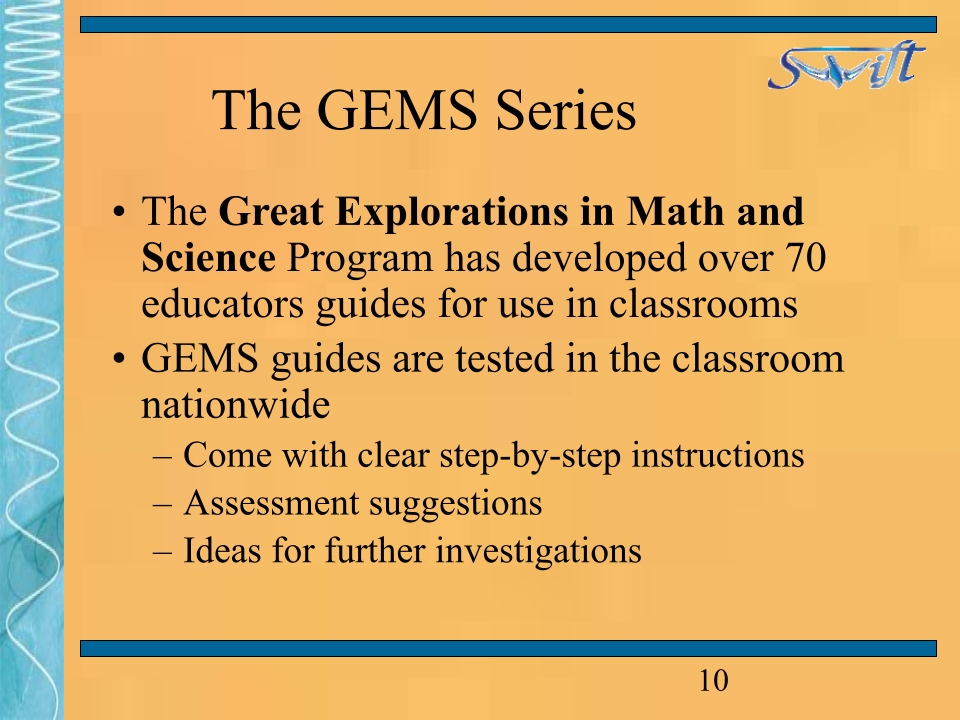 Swift
The GEMS Series
• The Great Explorations in Math and
Science Program has developed over 70
educators guides for use in classrooms
• GEMS guides are tested in the classroom
nationwide
– Come with clear step-by-step instructions
– Assessment suggestions
– Ideas for further investigations
10